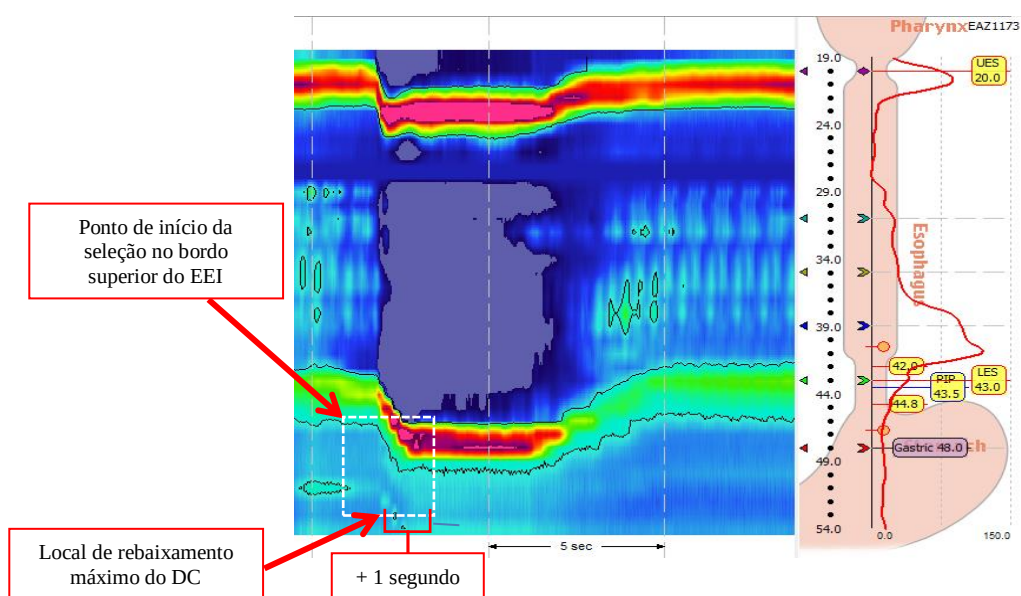 Pharynx
EAZ1173
19.0
UES
20.0
24.0
29.0
Ponto de início da
seleção no bordo
superior do EEI
34.0
Esophagus
39.0
42.0
PIP
43.5
LES
43.0
44.0
44.8
Gastric 48.0
49.0
54.0
0.0
150.0
5 sec
Local de rebaixamento
máximo do DC
+ 1 segundo